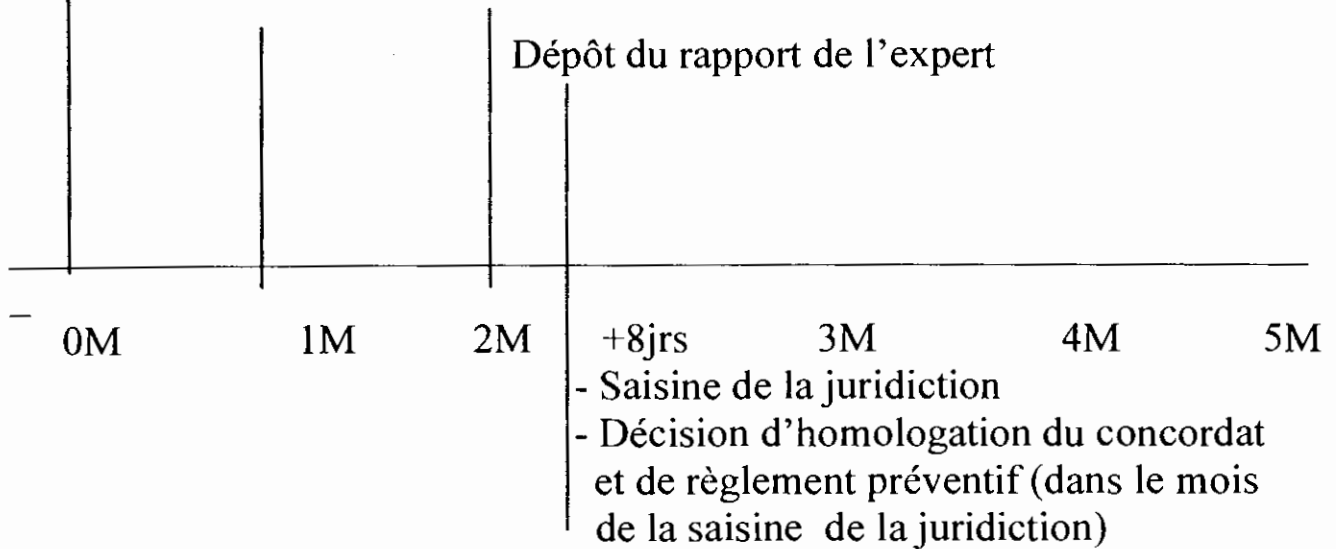 Dépôt du rapport de l'expert
0M 1M 2M +8jrs 3M 4M 5M
- Saisine de la juridiction
- Décision d'homologation du concordat
et de règlement préventif (dans le mois
de la saisine de la juridiction)